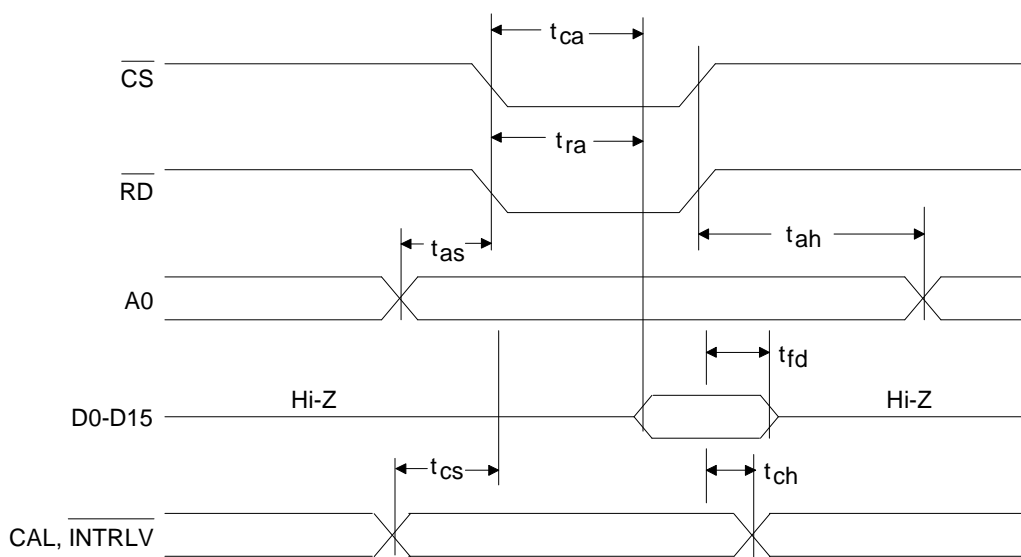 tca
CS
tra
RD
tas
tah
A0
tfd
Hi-Z
Hi-Z
D0-D15
tcs
tch
CAL, INTRLV